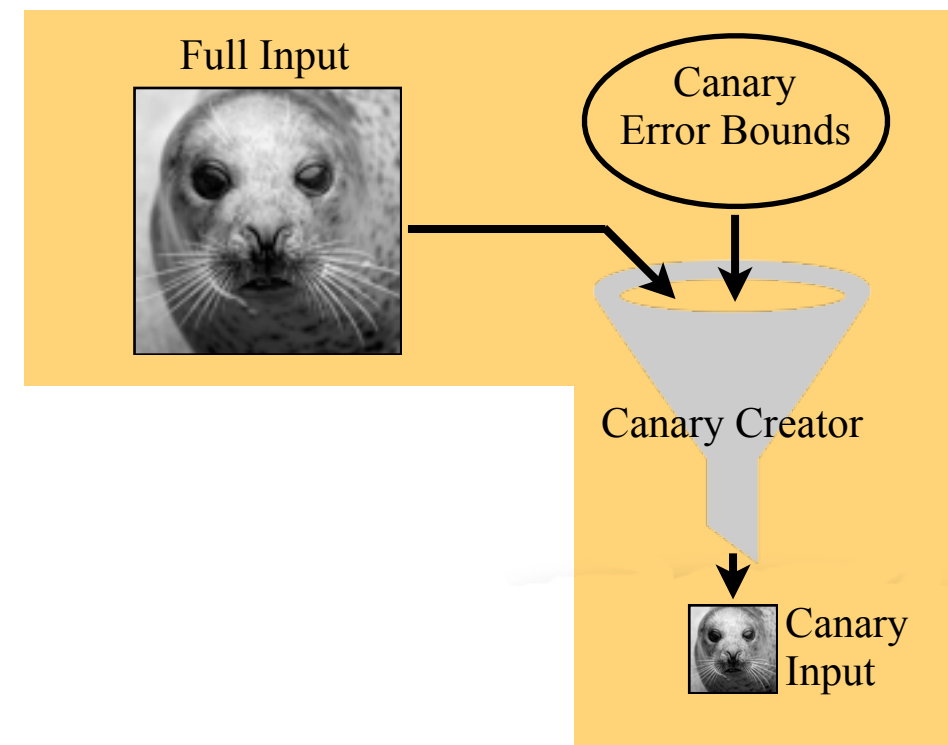 Full Input
Canary
Error Bounds
Canary Creator
Canary
Input